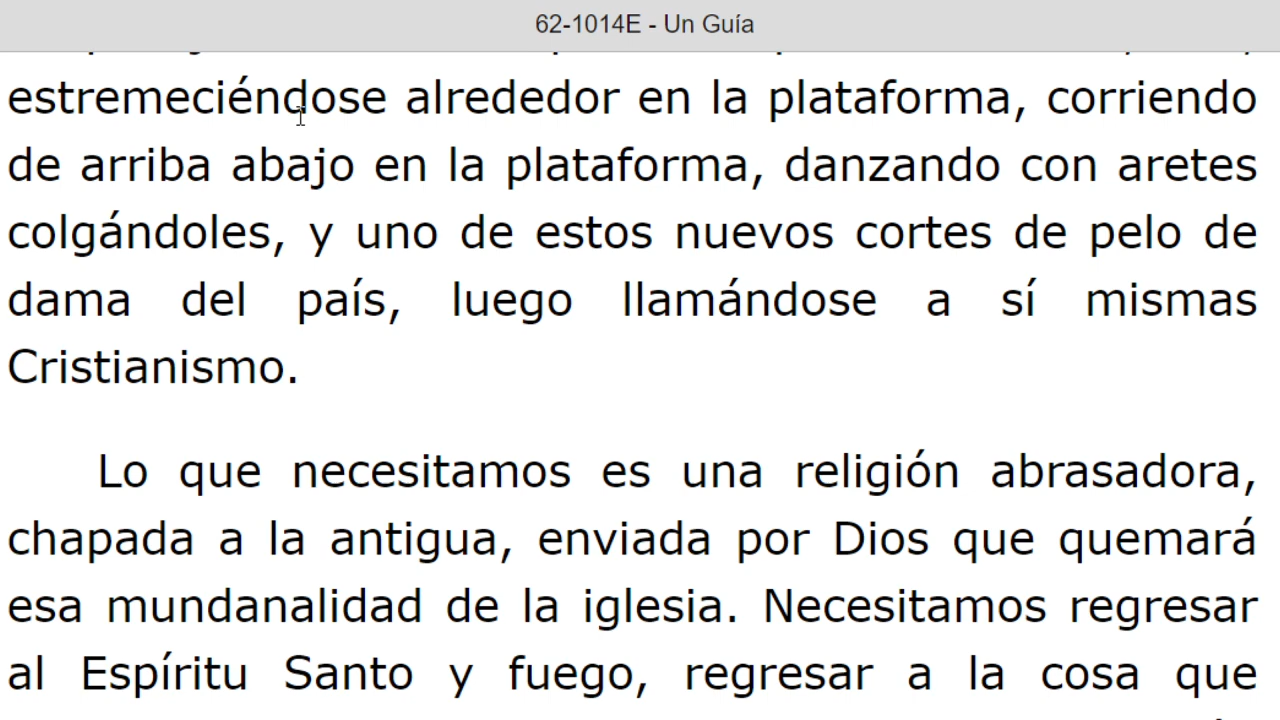 62-1014E - Un Guía
estremeciéndose alrededor en la plataforma, corriendo
de arriba abajo en la plataforma, danzando con aretes
colgándoles, y uno de estos nuevos cortes de pelo de
dama del país, luego llamándose a sí mismas
Cristianismo.
Lo que necesitamos es una religión abrasadora,
chapada a la antigua, enviada por Dios que quemará
esa mundanalidad de la iglesia. Necesitamos regresar
al Espíritu Santo y fuego, regresar a la cosa que